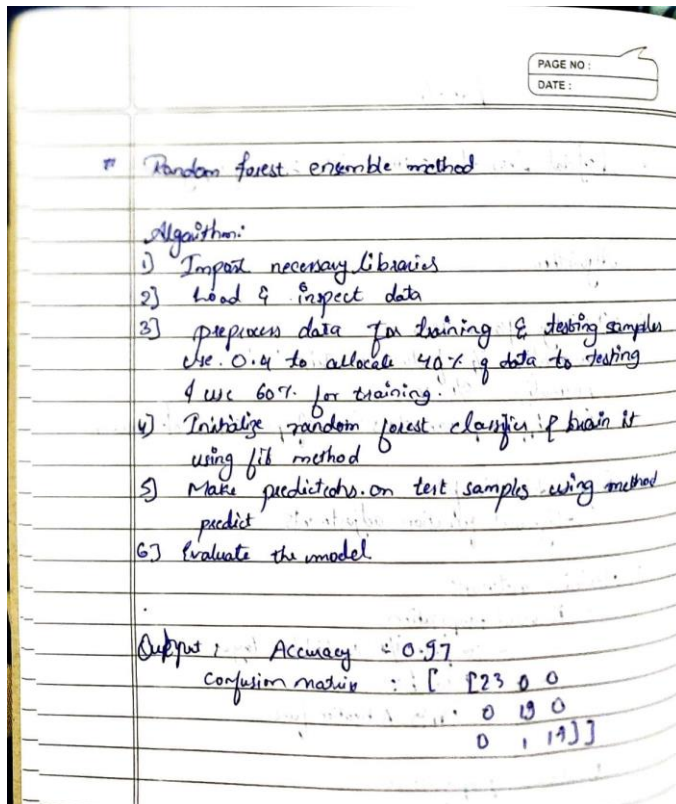 PAGE NO :
DATE :
Random forest ensemble method
Algorithm:
1) Import necessary libraries
2] Load & inspect data
3] preprocess data for training & testing samples
use 0.4 to allocate 40% of data to testing
& use 60% for training.
4) Initialize random forest classifier & train it
using fit method
5] Make predictions on test samples using method
predict
6] Evaluate the model.
Output : Accuracy : 0.97
Confusion matrix : [ [23 0 0
0 19 0
0 1 17]]